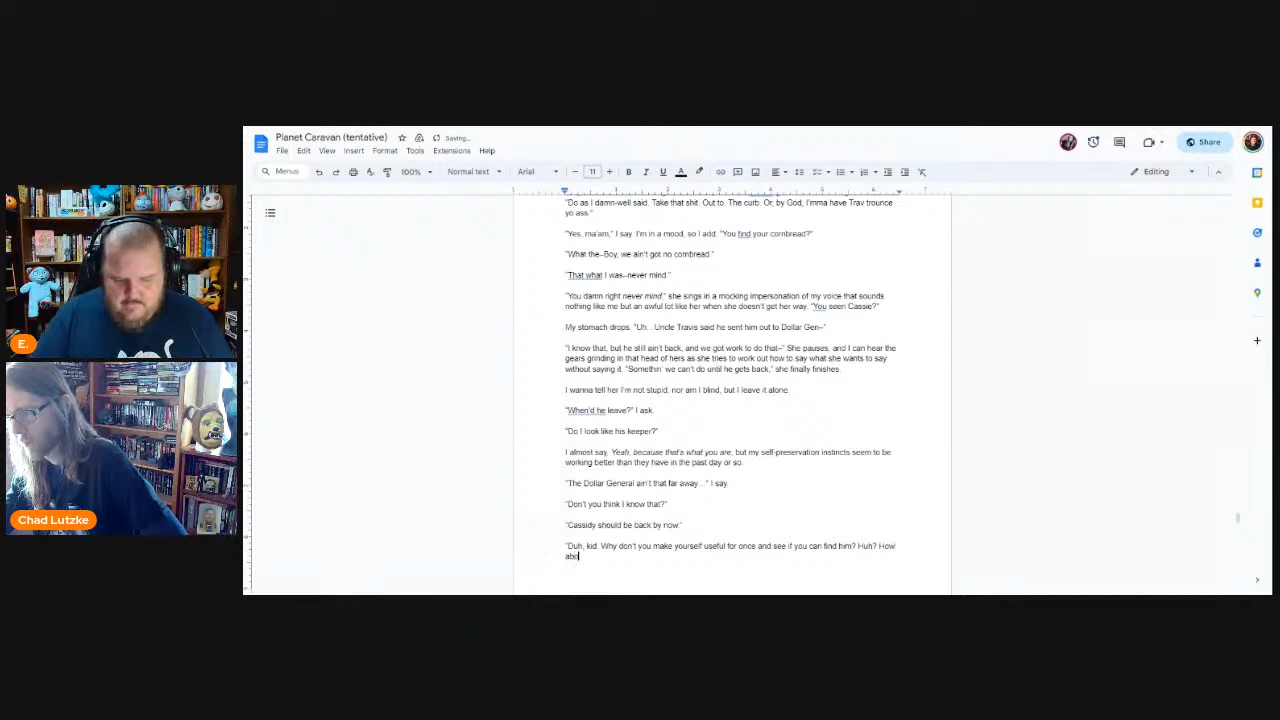 Planet Caravan (tentative)
Saving...
File Edit View Insert Format Tools Extensions Help
Share
Menus
100%
Normal text
Arial
11
Editing
"Do as I damn-well said. Take that shit. Out to. The curb. Or, by God, I'mma have Trav trounce
yo ass."
"Yes, ma'am," I say. I'm in a mood, so I add, "You find your cornbread?"
"What the–Boy, we ain't got no cornbread."
"That what I was–never mind."
"You damn right never mind," she sings in a mocking impersonation of my voice that sounds
nothing like me but an awful lot like her when she doesn't get her way. "You seen Cassie?"
My stomach drops. "Uh...Uncle Travis said he sent him out to Dollar Gen–"
"I know that, but he still ain't back, and we got work to do that–" She pauses, and I can hear the
gears grinding in that head of hers as she tries to work out how to say what she wants to say
without saying it. "Somethin' we can't do until he gets back," she finally finishes.
I wanna tell her I'm not stupid, nor am I blind, but I leave it alone.
"When'd he leave?" I ask.
"Do I look like his keeper?"
I almost say, Yeah, because that's what you are, but my self-preservation instincts seem to be
working better than they have in the past day or so.
"The Dollar General ain't that far away..." I say.
"Don't you think I know that?"
"Cassidy should be back by now."
"Duh, kid. Why don't you make yourself useful for once and see if you can find him? Huh? How
abp
E.
Chad Lutzke